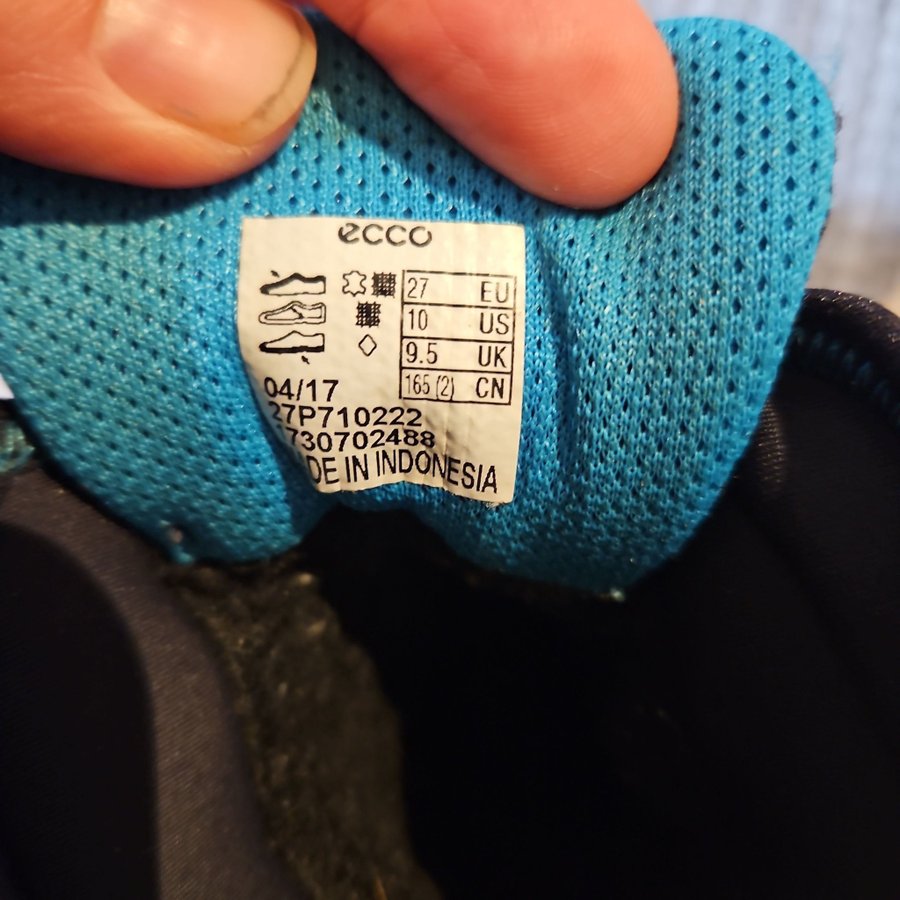 ecco
27 EU
10 US
9.5 UK
165 (2) CN
04/17
27P710222
730702488
DE IN INDONESIA